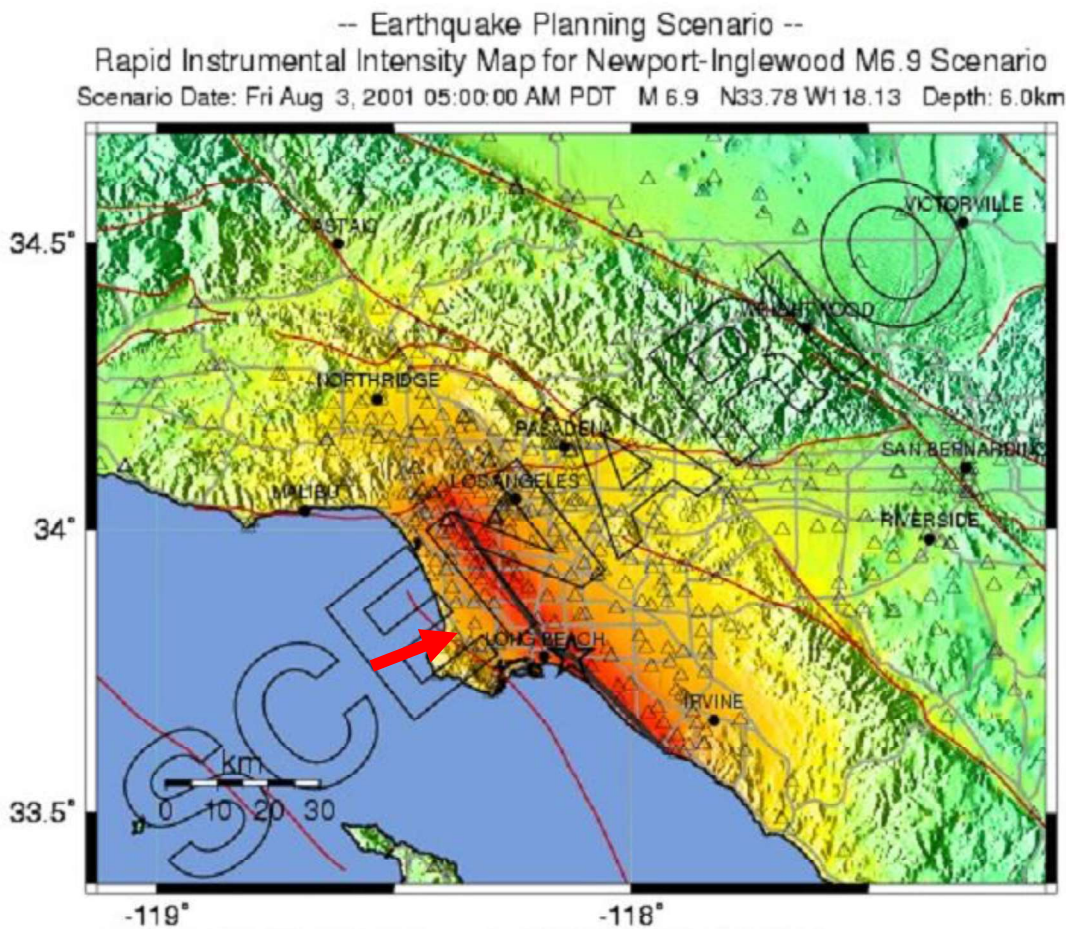 -- Earthquake Planning Scenario --
Rapid Instrumental Intensity Map for Newport-Inglewood M6.9 Scenario
Scenario Date: Fri Aug 3, 2001 05:00:00 AM PDT M 6.9 N33.78 W118.13 Depth: 6.0km
VICTORVILLE
34.5°
CASTAIC
WRIGHTWOOD
NORTHRIDGE
PASADENA
SAN BERNARDINO
LOS ANGELES
MALIBU
34°
RIVERSIDE
LONG BEACH
IRVINE
SCENARIO
km
0 10 20 30
33.5°
-119° -118°